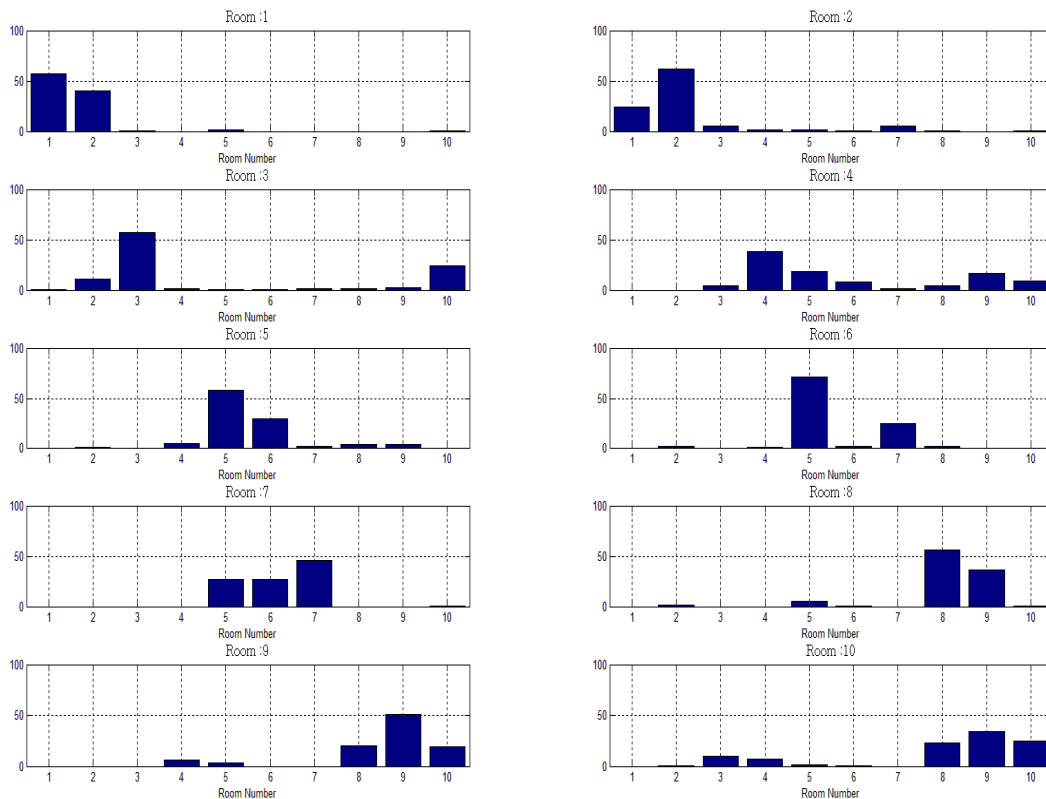 Room :1
100
50
0
1 2 3 4 5 6 7 8 9 10
Room Number
Room :2
100
50
0
1 2 3 4 5 6 7 8 9 10
Room Number
Room :3
100
50
0
1 2 3 4 5 6 7 8 9 10
Room Number
Room :4
100
50
0
1 2 3 4 5 6 7 8 9 10
Room Number
Room :5
100
50
0
1 2 3 4 5 6 7 8 9 10
Room Number
Room :6
100
50
0
1 2 3 4 5 6 7 8 9 10
Room Number
Room :7
100
50
0
1 2 3 4 5 6 7 8 9 10
Room Number
Room :8
100
50
0
1 2 3 4 5 6 7 8 9 10
Room Number
Room :9
100
50
0
1 2 3 4 5 6 7 8 9 10
Room Number
Room :10
100
50
0
1 2 3 4 5 6 7 8 9 10
Room Number